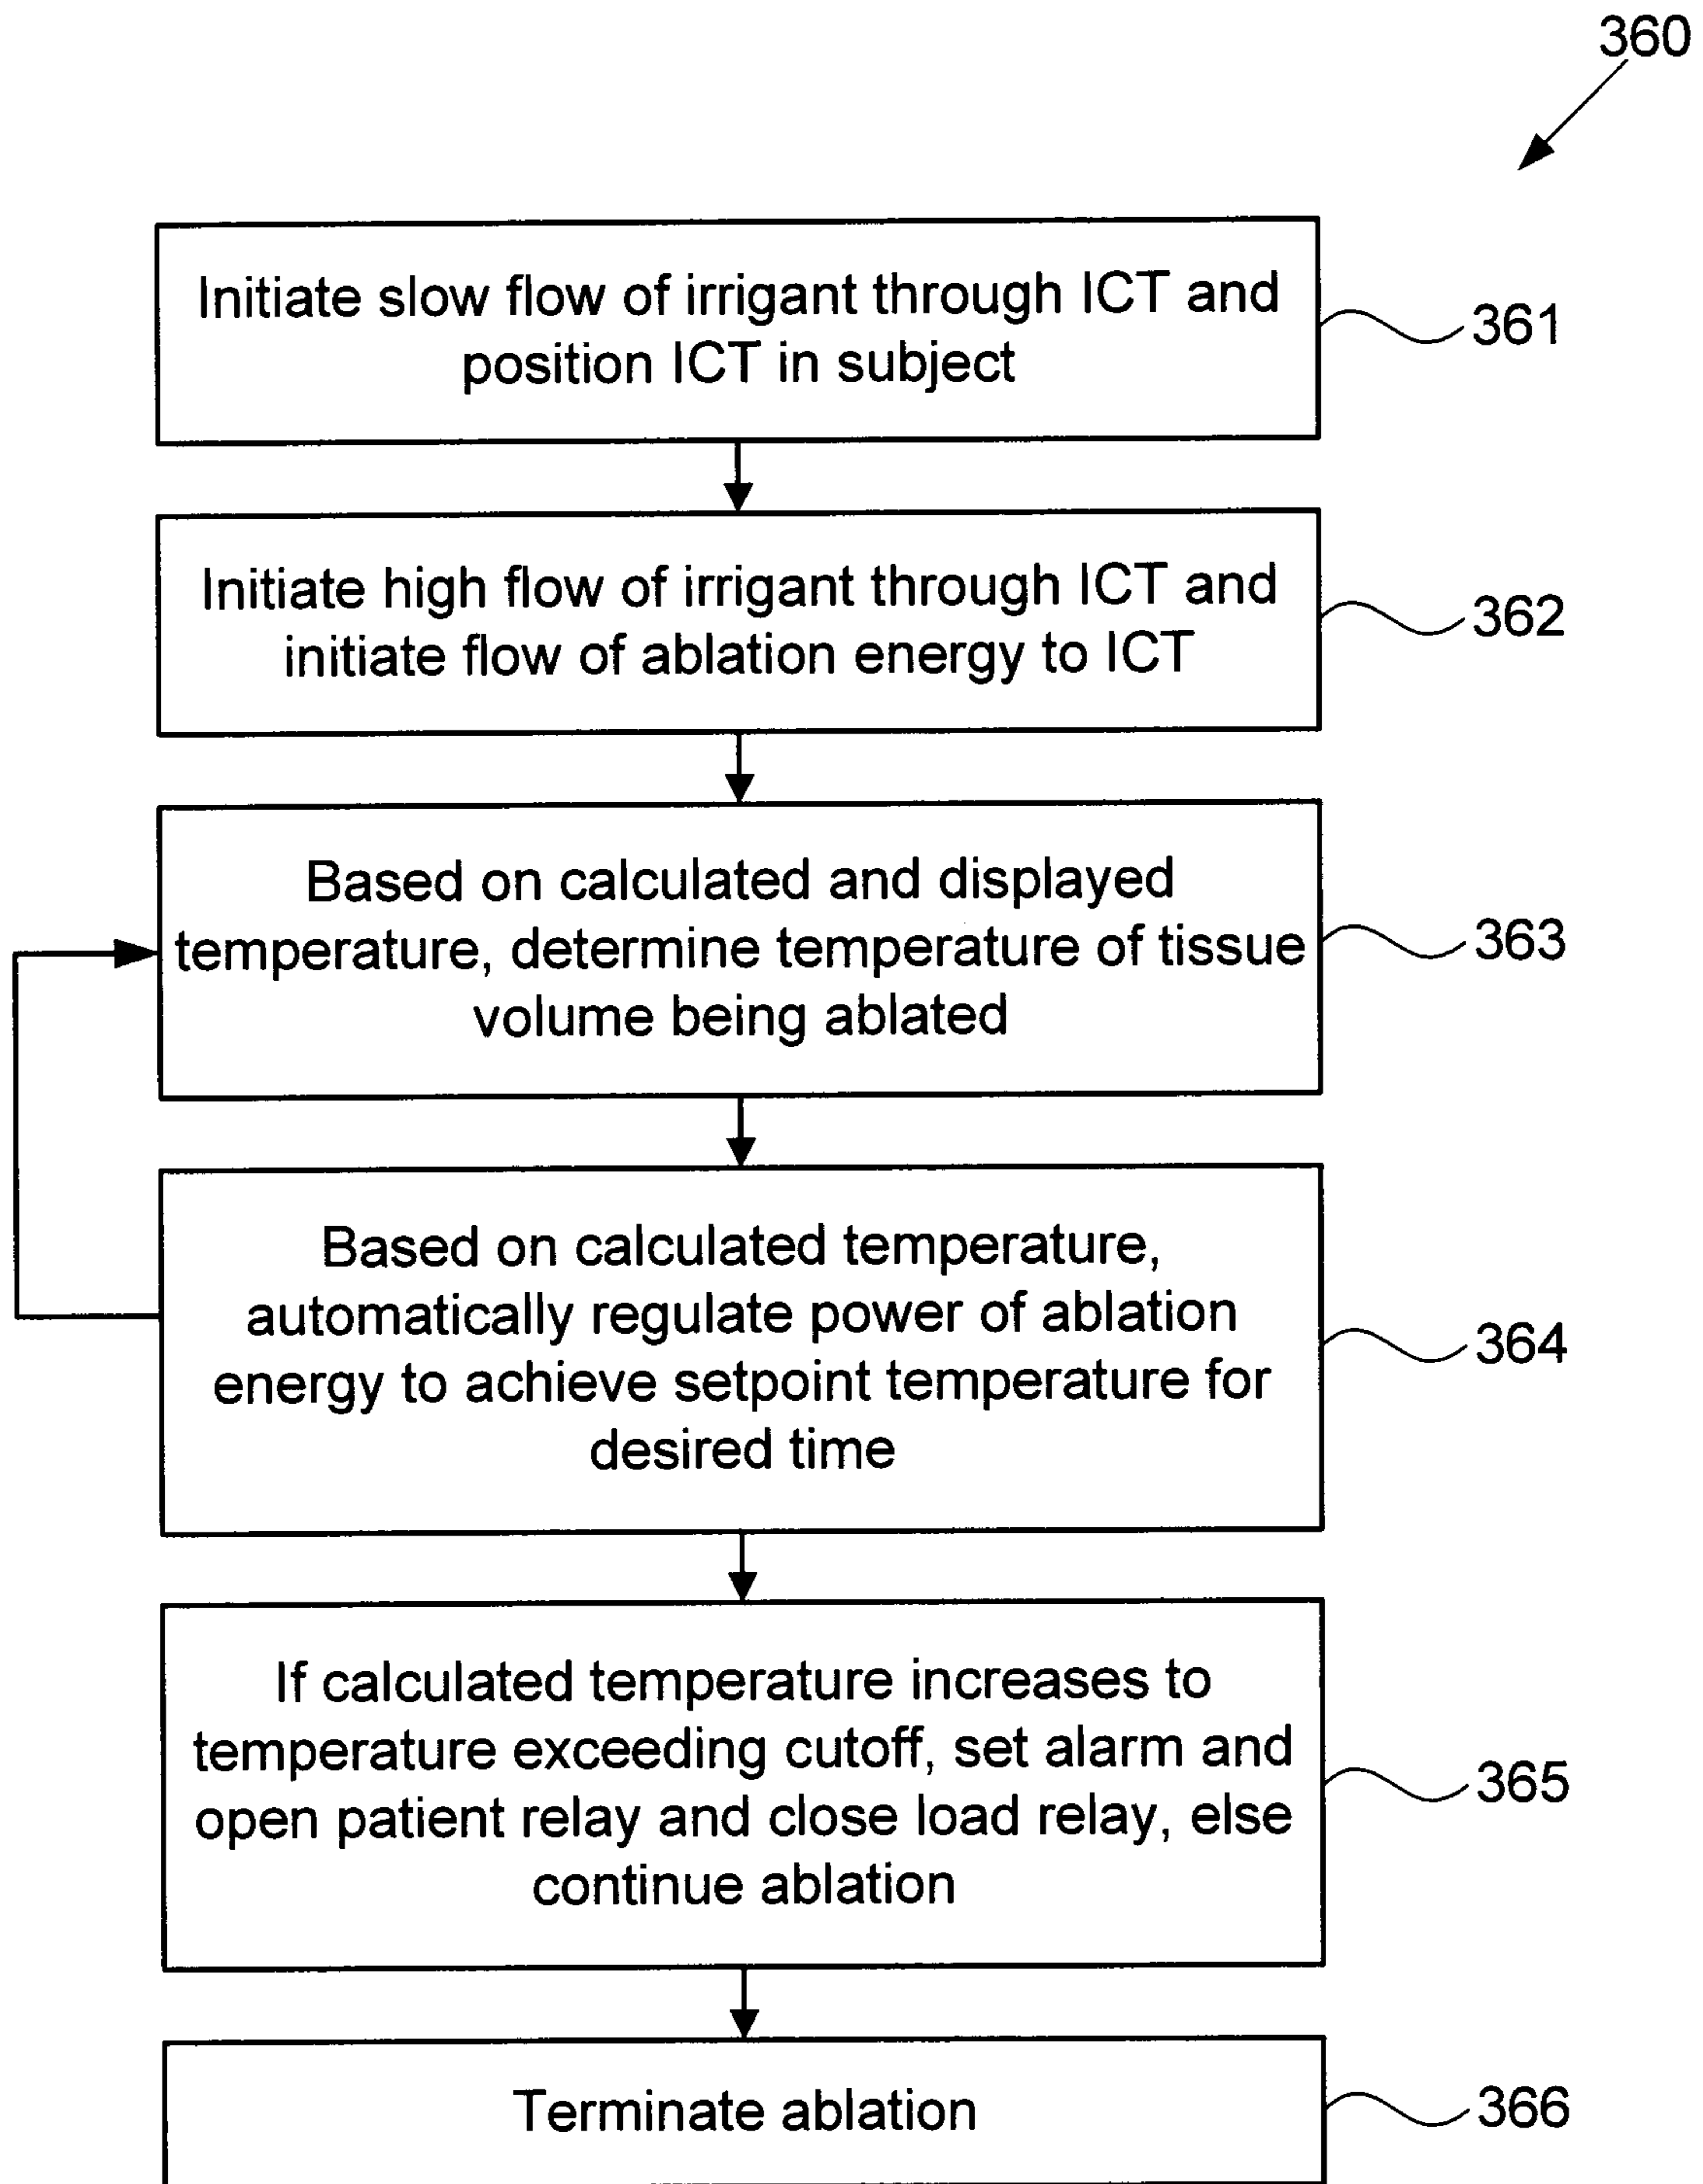 360
Initiate slow flow of irrigant through ICT and
position ICT in subject
361
Initiate high flow of irrigant through ICT and
initiate flow of ablation energy to ICT
362
Based on calculated and displayed
temperature, determine temperature of tissue
volume being ablated
363
Based on calculated temperature,
automatically regulate power of ablation
energy to achieve setpoint temperature for
desired time
364
If calculated temperature increases to
temperature exceeding cutoff, set alarm and
open patient relay and close load relay, else
continue ablation
365
Terminate ablation
366